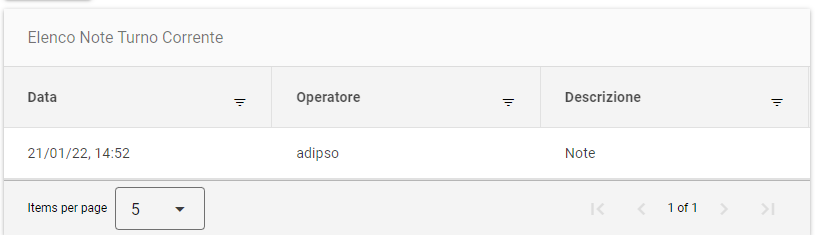 Elenco Note Turno Corrente
Data Operatore Descrizione
21/01/22, 14:52 adipso Note
Items per page 5 1 of 1